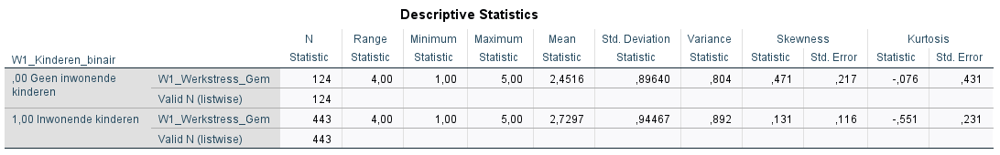 Descriptive Statistics
N Range Minimum Maximum Mean Std. Deviation Variance Skewness Kurtosis
W1_Kinderen_binair Statistic Statistic Statistic Statistic Statistic Statistic Statistic Statistic Std. Error Statistic Std. Error
,00 Geen inwonende kinderen W1_Werkstress_Gem 124 4,00 1,00 5,00 2,4516 ,89640 ,804 ,471 ,217 -,076 ,431
Valid N (listwise) 124
1,00 Inwonende kinderen W1_Werkstress_Gem 443 4,00 1,00 5,00 2,7297 ,94467 ,892 ,131 ,116 -,551 ,231
Valid N (listwise) 443